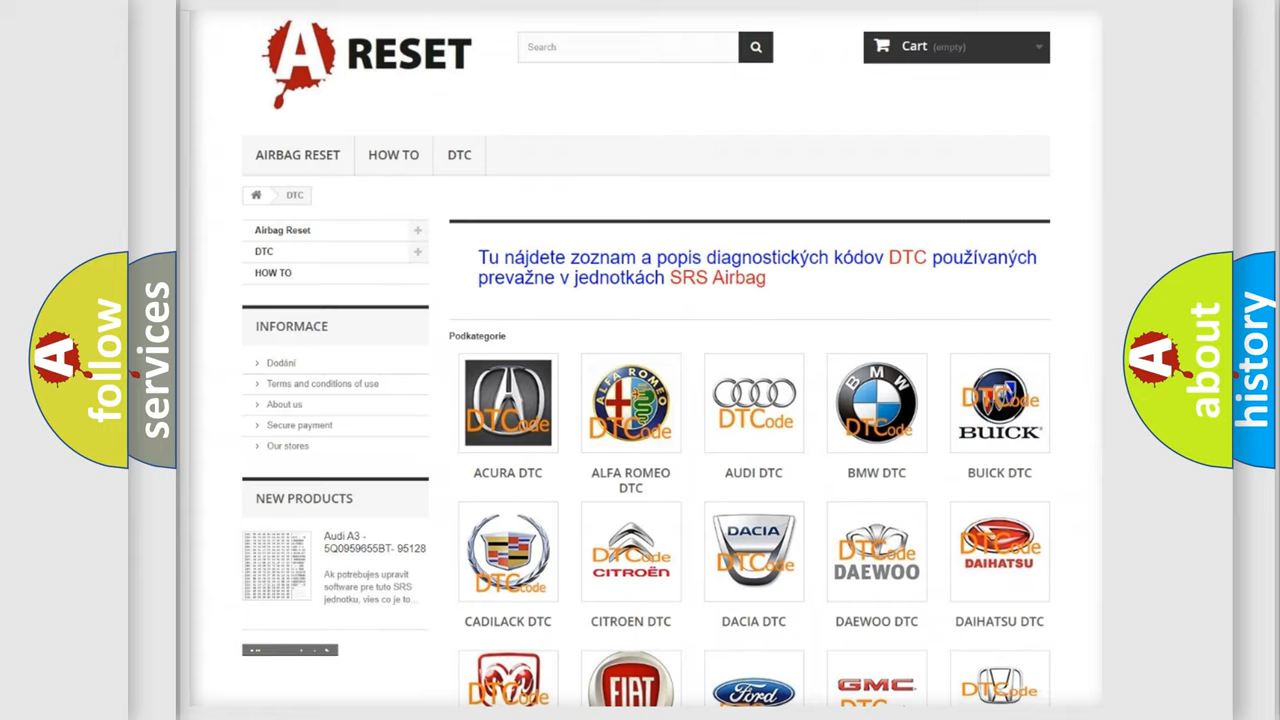 A RESET
Search
Cart (empty)
AIRBAG RESET
HOW TO
DTC
DTC
Airbag Reset
DTC
HOW TO
INFORMACE
Dodání
Terms and conditions of use
About us
Secure payment
Our stores
NEW PRODUCTS
Audi A3 -
5Q0959655BT- 95128
Ak potrebujes upravit
software pre tuto SRS
jednotku, vies co je to...
Tu nájdete zoznam a popis diagnostických kódov DTC používaných
prevažne v jednotkách SRS Airbag
Podkategorie
DTCode
ALFA ROMEO
DTCode
DTCode
BMW
DTCode
DTCode
BUICK
ACURA DTC
ALFA ROMEO
DTC
AUDI DTC
BMW DTC
BUICK DTC
DTCode
DTCode
CITROËN
DACIA
DTCode
DTCode
DAEWOO
DTCode
DAIHATSU
CADILACK DTC
CITROEN DTC
DACIA DTC
DAEWOO DTC
DAIHATSU DTC
DTCode
FIAT
Ford
GMC
DTCode
A follow
services
A about
history